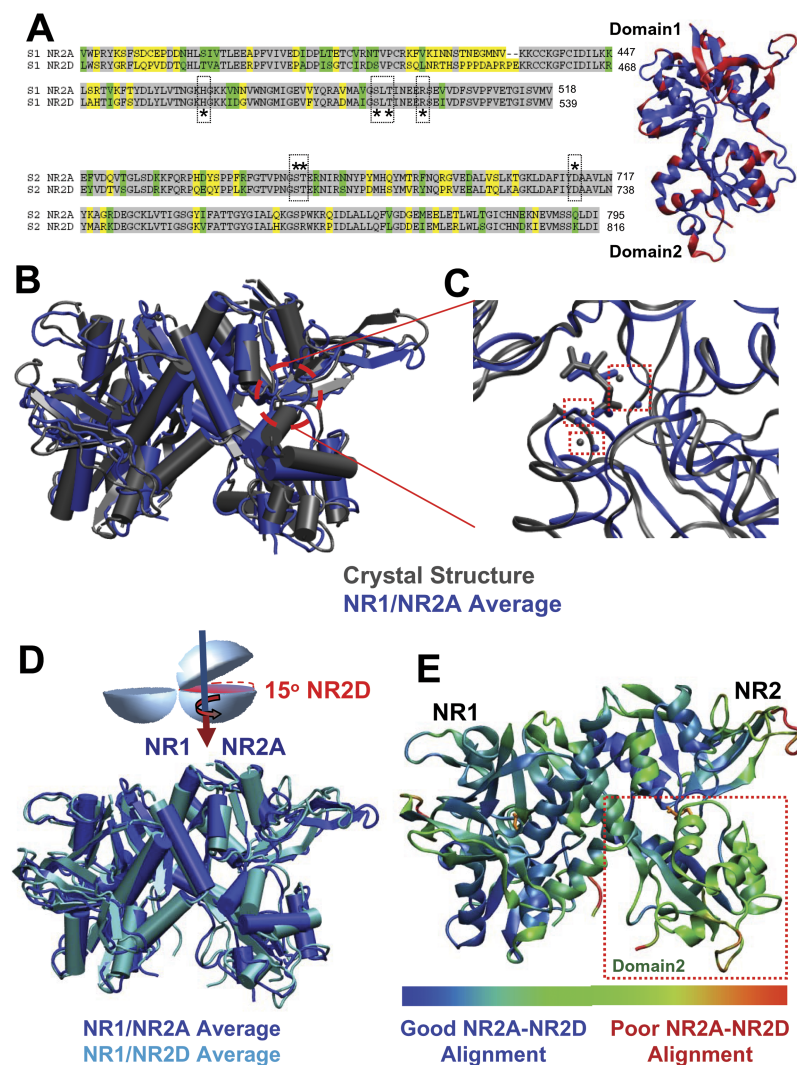 A
S1 NR2A VWPRYKSFSDCEPDDNHLSIVTLEEAPFVIVEDIDPLTETCVRNTVPCRKFVKINNSTNEGMNV--KKCCKGFCIDILKK 447
S1 NR2D LWSRYGRFLQPVDDTQHLTVATLEERPFVIVEPADPISGTCIRDSVPCRSQLNRTHSPPPDAPRPEKRCCKGFCIDILKR 468
S1 NR2A LSRTVKFTYDLYLVTNGKHGKKVNNVWNGMIGEVVYQRAVMAVGSLTINEERSEVVDFSVPFVETGISVMV 518
S1 NR2D LAHTIGFSYDLYLVTNGKHGKKIDGVWNGMIGEVFYQRADMAIGSLTINEERSEIVDFSVPFVETGISVMV 539
* ** *
** *
S2 NR2A EFVDQVTGLSDKKFQRPHDYSPPFRFGTVPNGSTERNIRNNYPYMHQYMTRFNQRGVEDALVSLKTGKLDAFIYDAAVLN 717
S2 NR2D EFVDTVSGLSDRKFQRPQEQYPPLKFGTVPNGSTEKNIRSNYPDMHSYMVRYNQPRVEEALTQLKAGKLDAFIYDAAVLN 738
S2 NR2A YKAGRDEGCKLVTIGSGYIFATTGYGIALQKGSPWKRQIDLALLQFVGDGEMEELETLWLTGICHNEKNEVMSSQLDI 795
S2 NR2D YMARKDEGCKLVTIGSGKVFATTGYGIALHKGSRWKRPIDLALLQFLGDDEIEMLERLWLSGICHNDKIEVMSSKLDI 816
Domain1
Domain2
B
C
Crystal Structure
NR1/NR2A Average
D
15° NR2D
NR1 NR2A
NR1/NR2A Average
NR1/NR2D Average
E
NR1
NR2
Domain2
Good NR2A-NR2D Alignment
Poor NR2A-NR2D Alignment